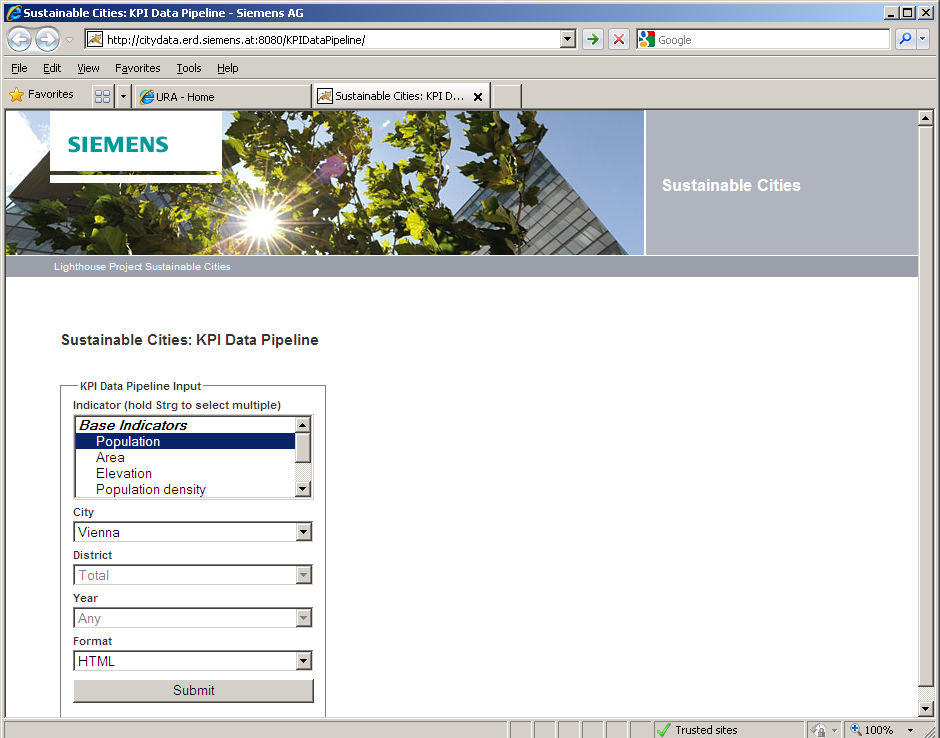 Sustainable Cities: KPI Data Pipeline - Siemens AG
http://citydata.erd.siemens.at:8080/KPIDataPipeline/
Google
File Edit View Favorites Tools Help
Favorites
URA - Home
Sustainable Cities: KPI D...
SIEMENS
Sustainable Cities
Lighthouse Project Sustainable Cities
Sustainable Cities: KPI Data Pipeline
KPI Data Pipeline Input
Indicator (hold Strg to select multiple)
Base Indicators
Population
Area
Elevation
Population density
City
Vienna
District
Total
Year
Any
Format
HTML
Submit
Trusted sites
100%